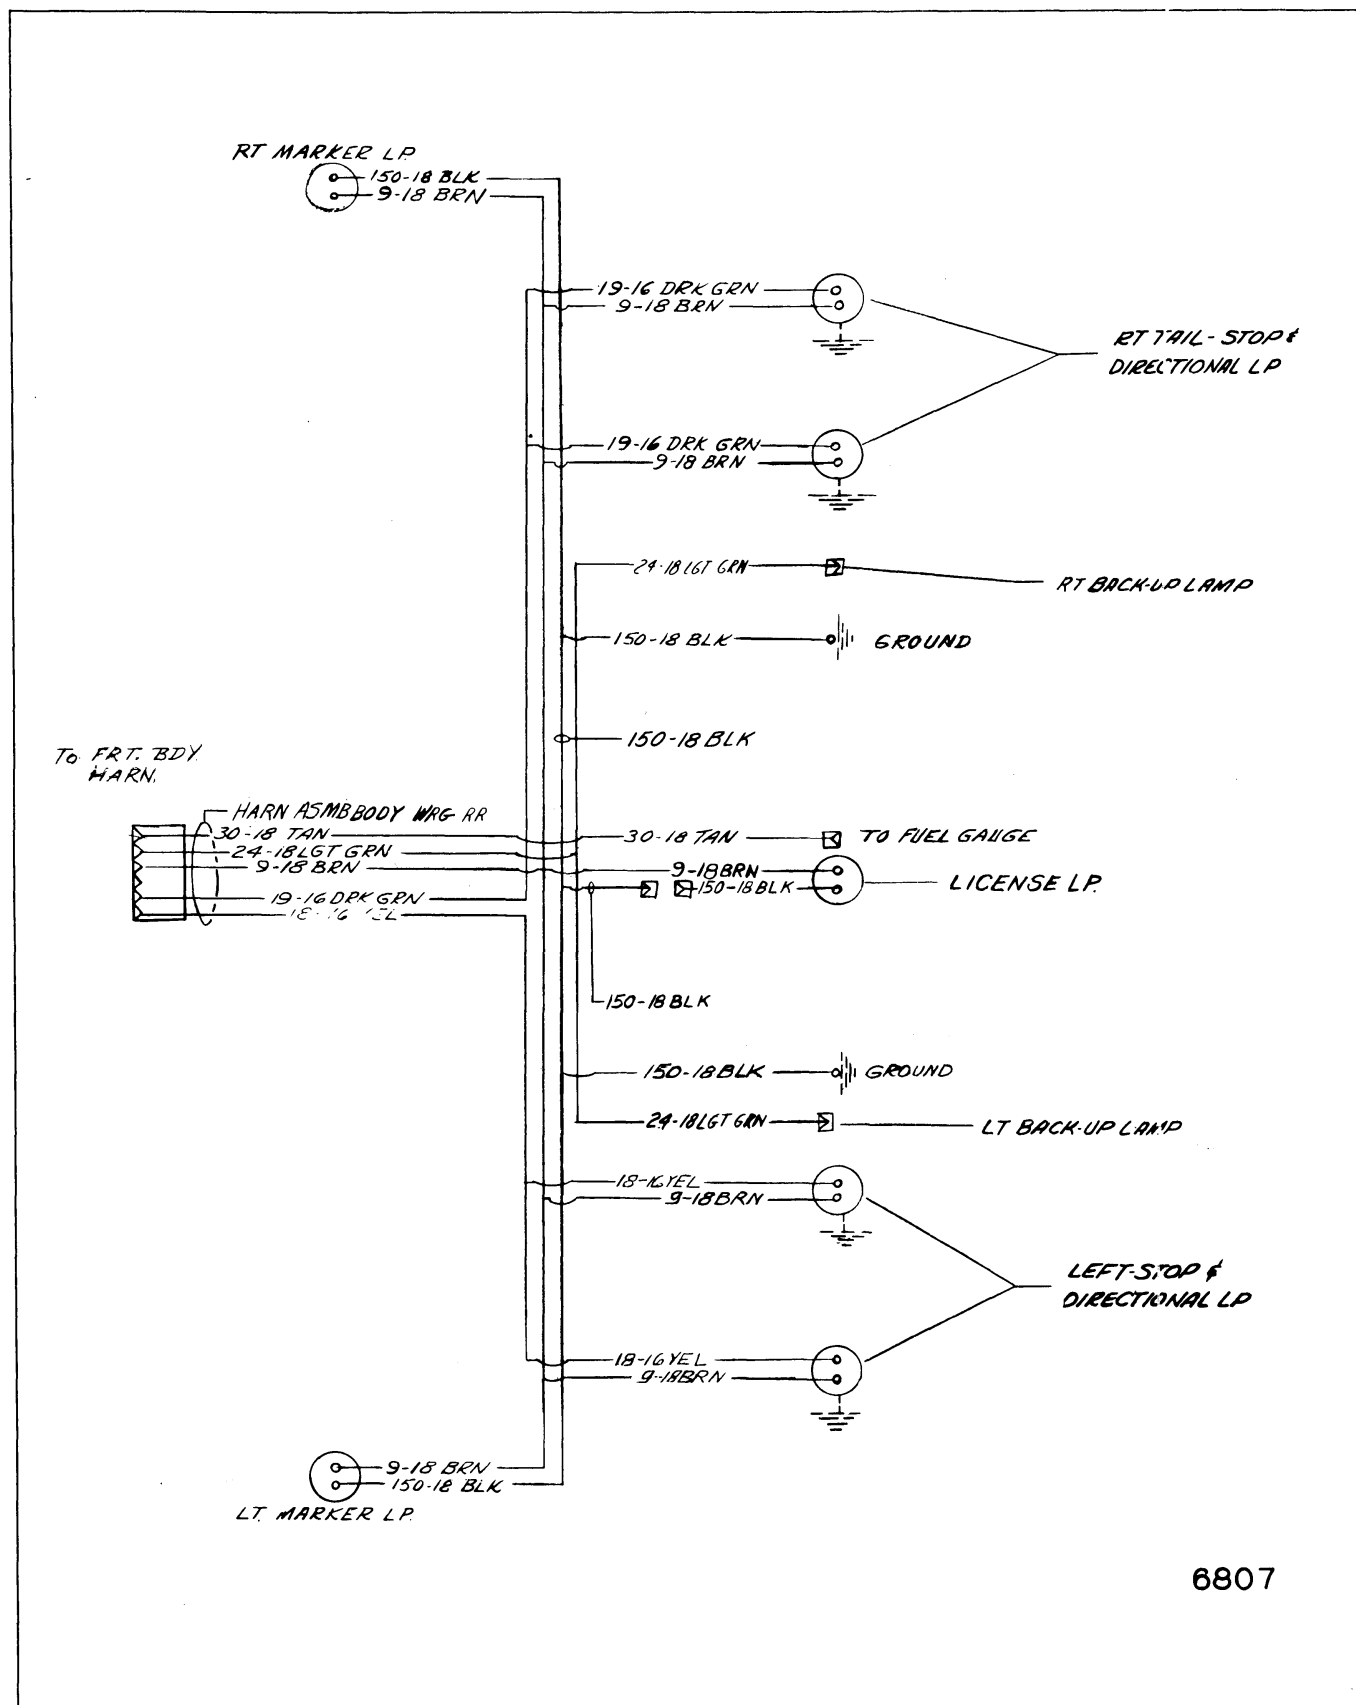 RT MARKER LP.
150-18 BLK
9-18 BRN
19-16 DRK GRN
9-18 BRN
RT TAIL-STOP &
DIRECTIONAL LP
19-16 DRK GRN
9-18 BRN
24-18 LGT GRN
RT BACK-UP LAMP
150-18 BLK
GROUND
150-18 BLK
TO FRT. BDY.
HARN.
HARN ASMB BODY WRG RR
30-18 TAN
30-18 TAN
TO FUEL GAUGE
24-18 LGT GRN
9-18 BRN
9-18 BRN
150-18 BLK
LICENSE LP.
19-16 DRK GRN
18-16 YEL
150-18 BLK
150-18 BLK
GROUND
24-18 LGT GRN
LT BACK-UP LAMP
18-16 YEL
9-18 BRN
LEFT-STOP &
DIRECTIONAL LP
18-16 YEL
9-18 BRN
9-18 BRN
150-18 BLK
LT. MARKER LP.
6807